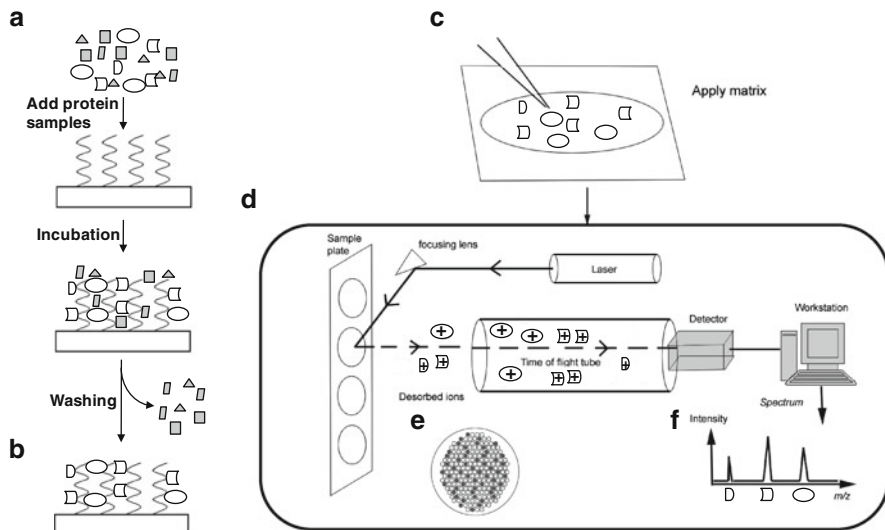 a
Add protein
samples
Incubation
Washing
b
c
Apply matrix
d
Sample
plate
focusing lens
Laser
Workstation
Detector
Time of flight tube
Desorbed ions
Spectrum
e
f
Intensity
m/z